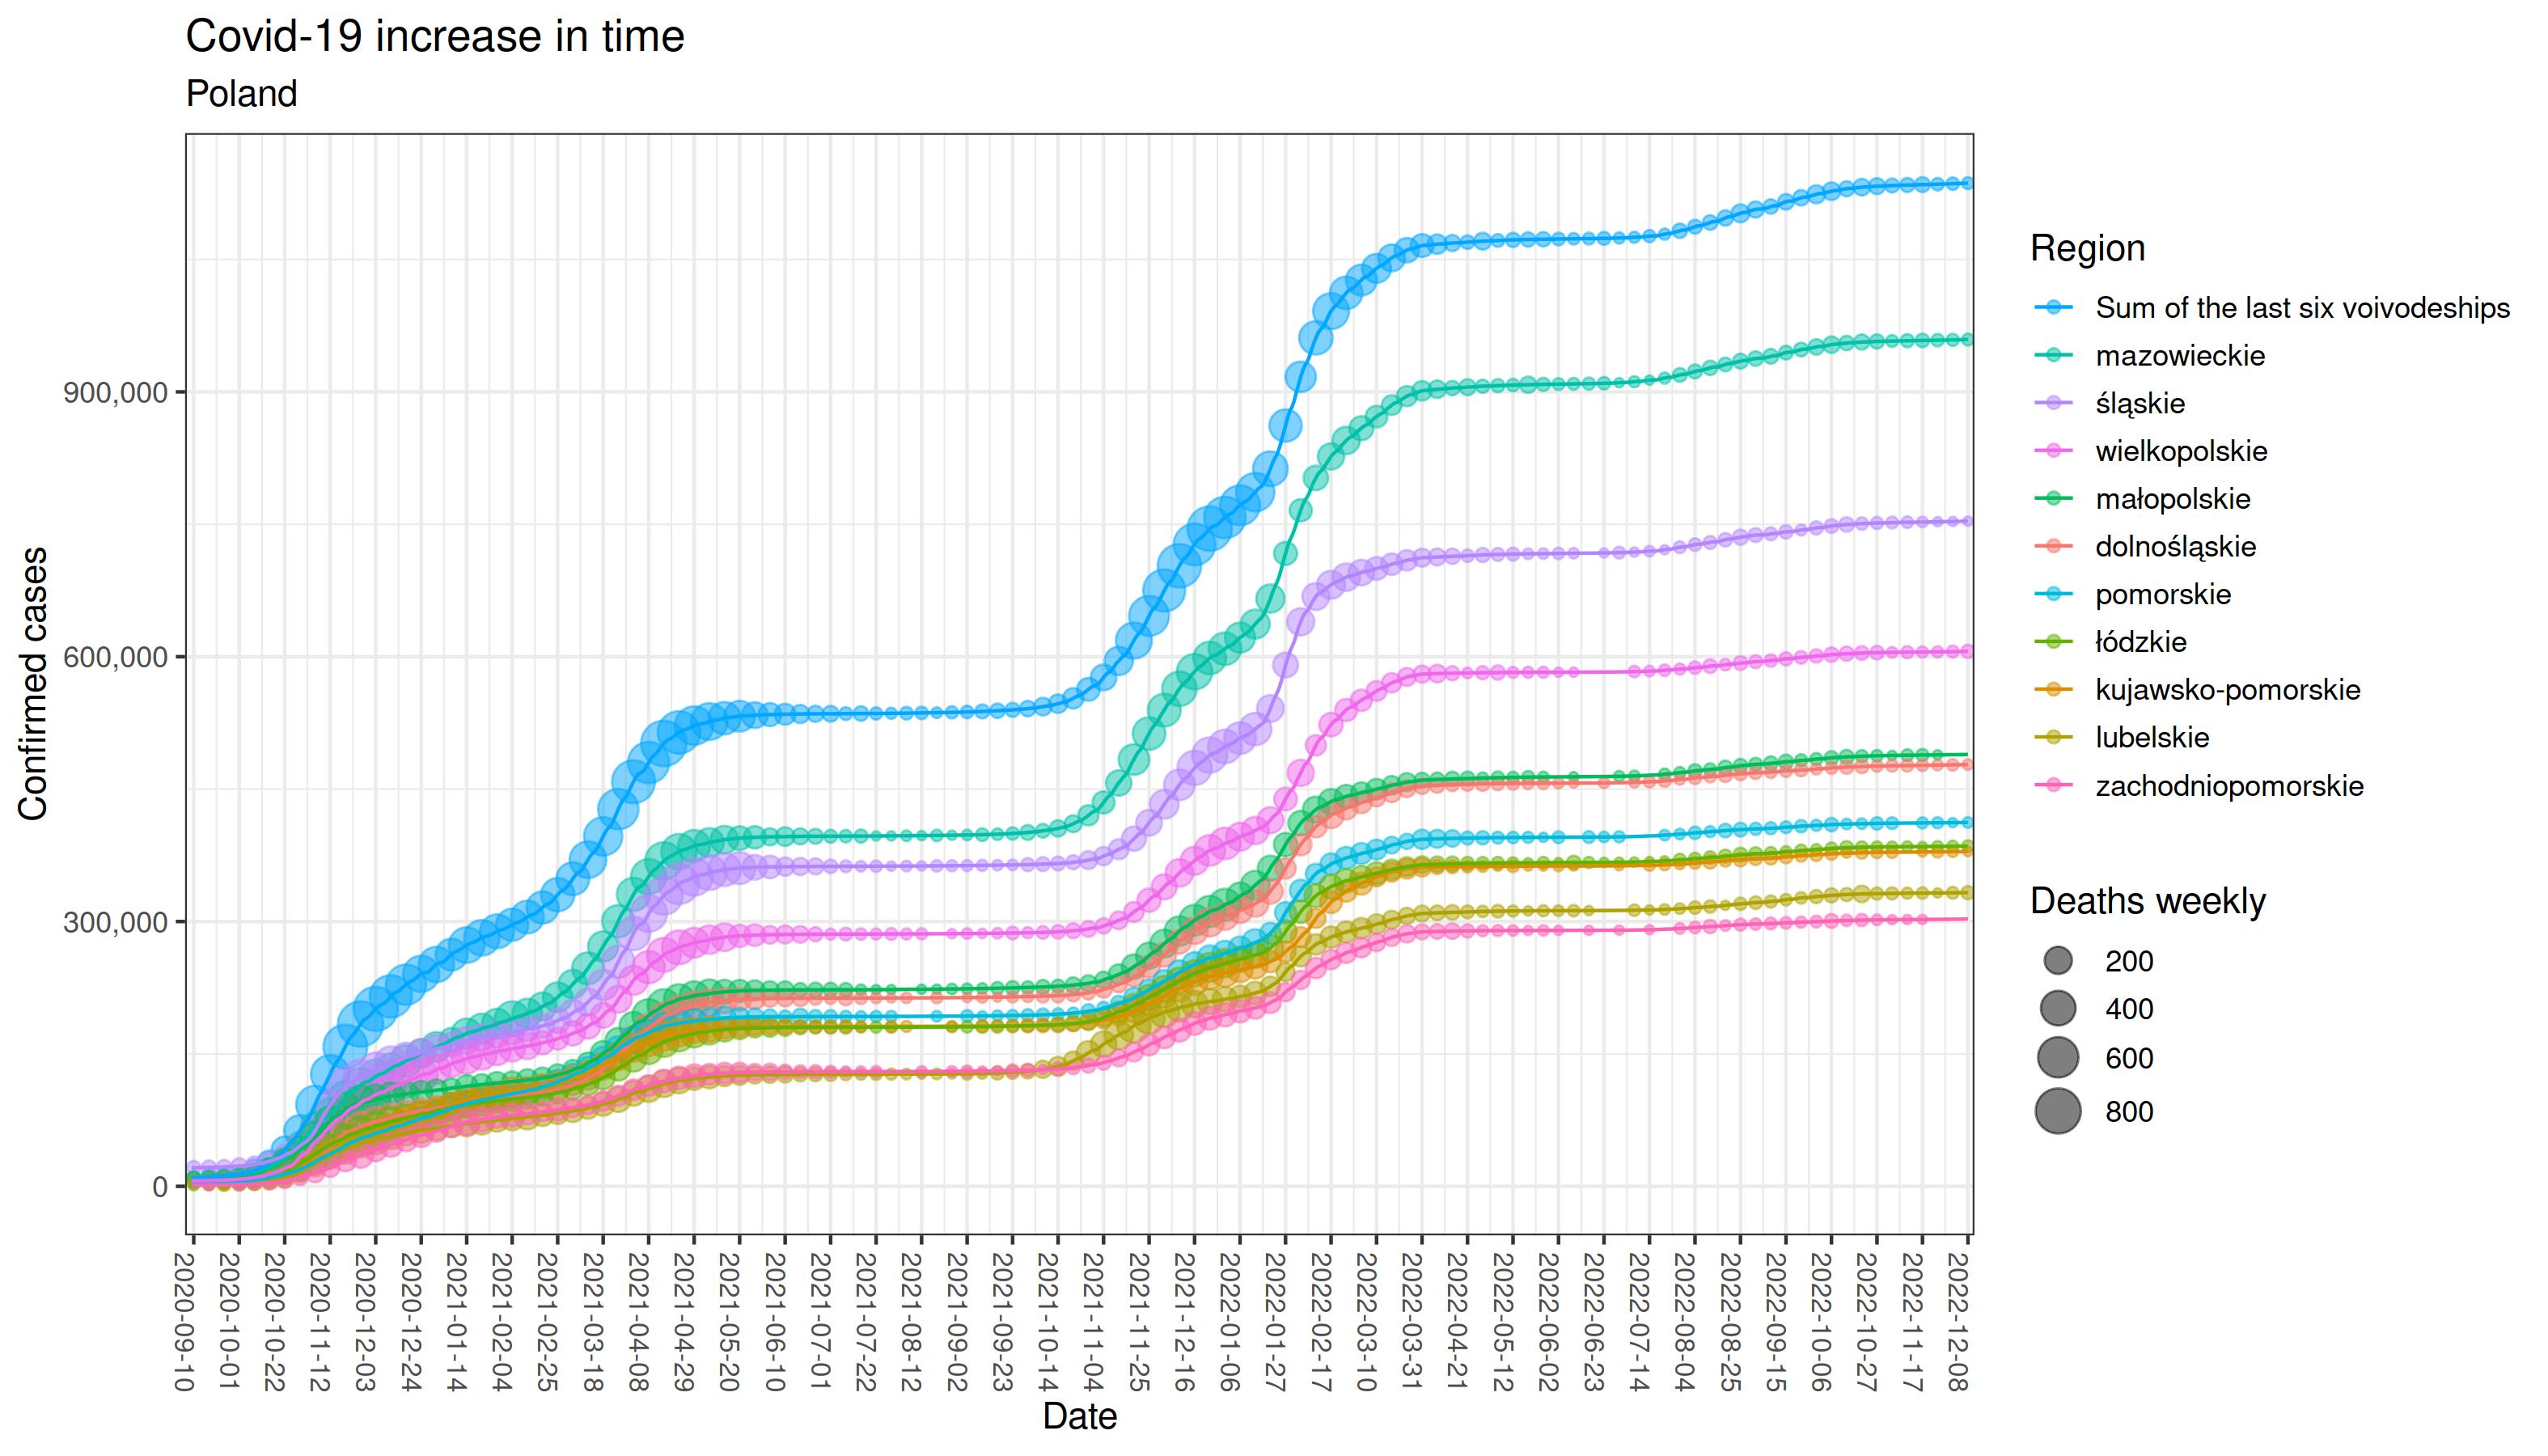 Covid-19 increase in time
Poland
Confirmed cases
900,000
600,000
300,000
0
2020-09-10
2020-10-01
2020-10-22
2020-11-12
2020-12-03
2020-12-24
2021-01-14
2021-02-04
2021-02-25
2021-03-18
2021-04-08
2021-04-29
2021-05-20
2021-06-10
2021-07-01
2021-07-22
2021-08-12
2021-09-02
2021-09-23
2021-10-14
2021-11-04
2021-11-25
2021-12-16
2022-01-06
2022-01-27
2022-02-17
2022-03-10
2022-03-31
2022-04-21
2022-05-12
2022-06-02
2022-06-23
2022-07-14
2022-08-04
2022-08-25
2022-09-15
2022-10-06
2022-10-27
2022-11-17
2022-12-08
Date
Region
Sum of the last six voivodeships
mazowieckie
śląskie
wielkopolskie
małopolskie
dolnośląskie
pomorskie
łódzkie
kujawsko-pomorskie
lubelskie
zachodniopomorskie
Deaths weekly
200
400
600
800